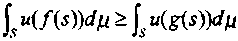 ∫_S u(f(s))dμ ≥ ∫_S u(g(s))dμ